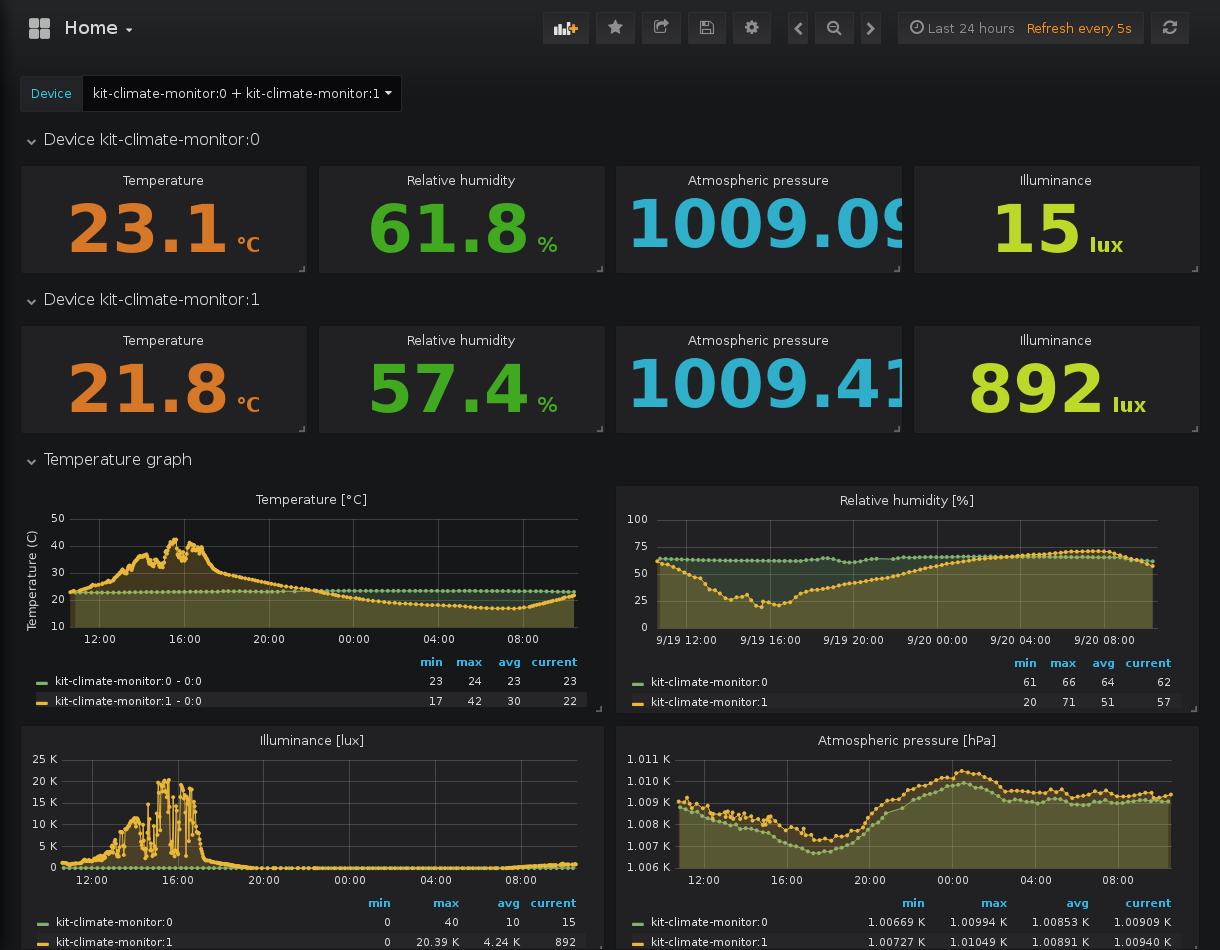 Home
Last 24 hours Refresh every 5s
Device kit-climate-monitor:0 + kit-climate-monitor:1
Device kit-climate-monitor:0
Temperature Relative humidity Atmospheric pressure Illuminance
23.1 °C 61.8 % 1009.09 15 lux
Device kit-climate-monitor:1
Temperature Relative humidity Atmospheric pressure Illuminance
21.8 °C 57.4 % 1009.41 892 lux
Temperature graph
Temperature [°C]
Temperature (C)
50
40
30
20
10
12:00 16:00 20:00 00:00 04:00 08:00
min max avg current
kit-climate-monitor:0 - 0:0 23 24 23 23
kit-climate-monitor:1 - 0:0 17 42 30 22
Relative humidity [%]
100
75
50
25
0
9/19 12:00 9/19 16:00 9/19 20:00 9/20 00:00 9/20 04:00 9/20 08:00
min max avg current
kit-climate-monitor:0 61 66 64 62
kit-climate-monitor:1 20 71 51 57
Illuminance [lux]
25 K
20 K
15 K
10 K
5 K
0
12:00 16:00 20:00 00:00 04:00 08:00
min max avg current
kit-climate-monitor:0 0 40 10 15
kit-climate-monitor:1 0 20.39 K 4.24 K 892
Atmospheric pressure [hPa]
1.011 K
1.010 K
1.009 K
1.008 K
1.007 K
1.006 K
12:00 16:00 20:00 00:00 04:00 08:00
min max avg current
kit-climate-monitor:0 1.00669 K 1.00994 K 1.00853 K 1.00909 K
kit-climate-monitor:1 1.00727 K 1.01049 K 1.00891 K 1.00940 K